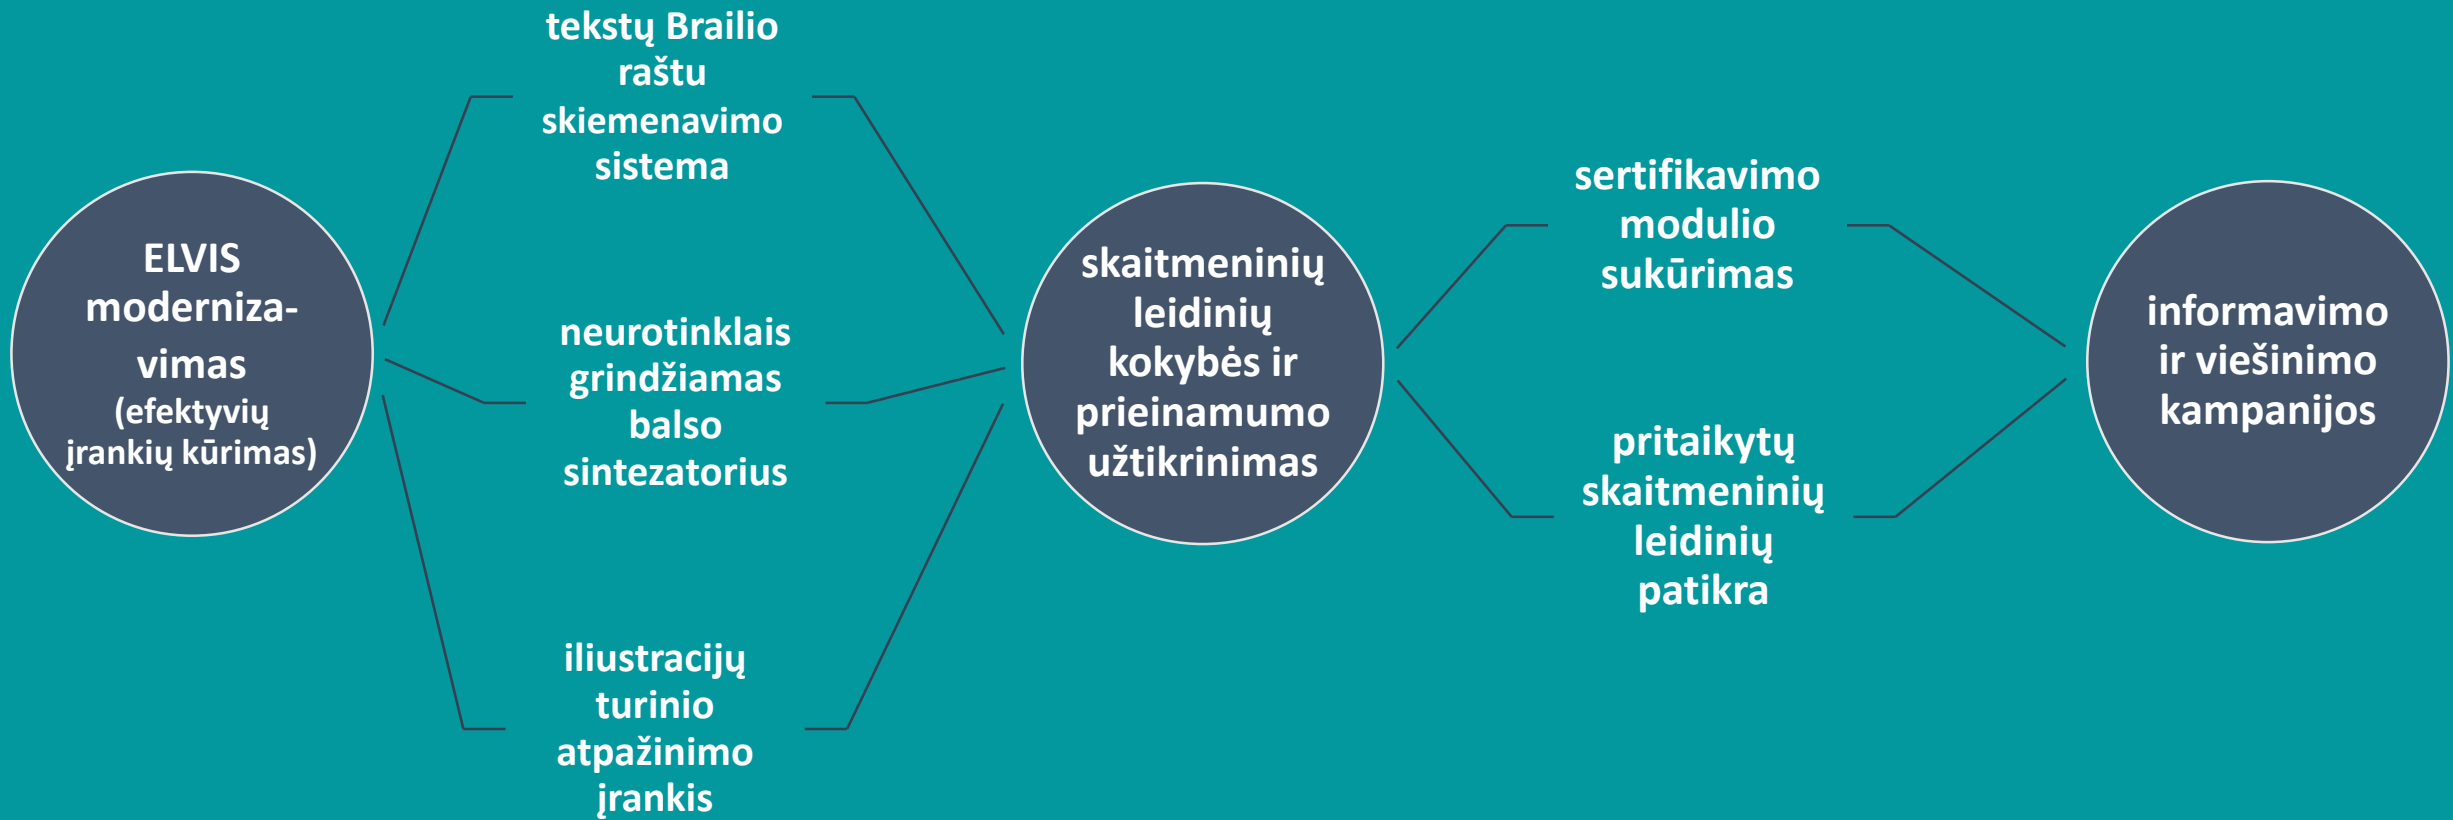 ELVIS
moderniza-
vimas
(efektyvių
įrankių kūrimas)
tekstų Brailio
raštu
skiemenavimo
sistema
neurotinklais
grindžiamas
balso
sintezatorius
iliustracijų
turinio
atpažinimo
įrankis
skaitmeninių
leidinių
kokybės ir
prieinamumo
užtikrinimas
sertifikavimo
modulio
sukūrimas
pritaikytų
skaitmeninių
leidinių
patikra
informavimo
ir viešinimo
kampanijos